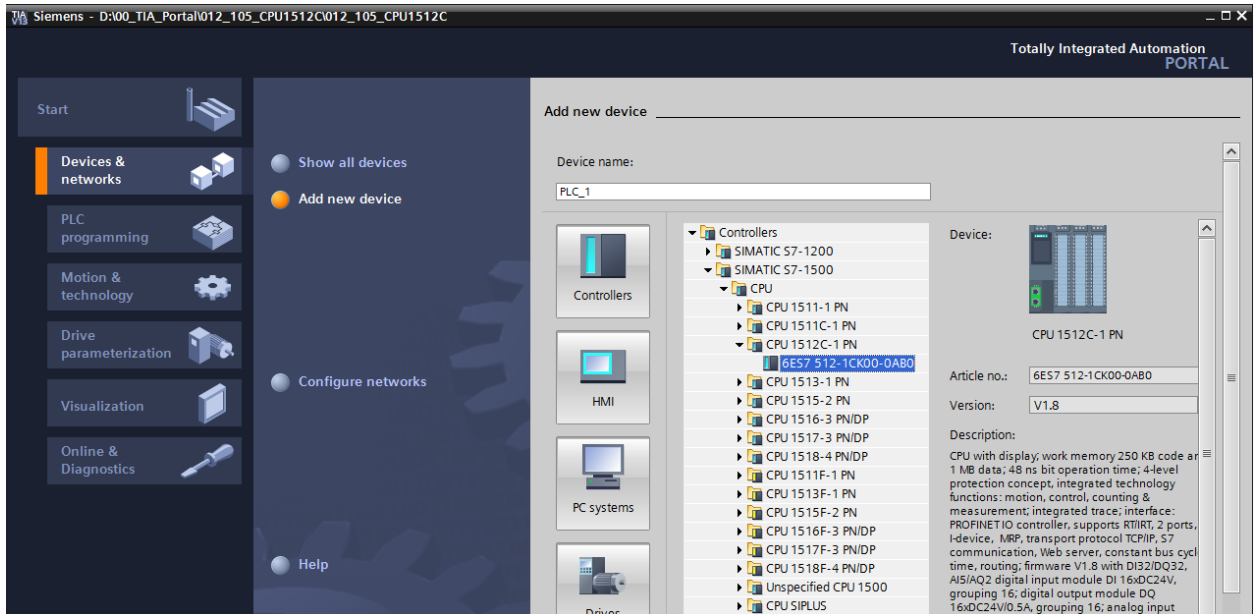 TIA V13 Siemens - D:\00_TIA_Portal\012_105_CPU1512C\012_105_CPU1512C
Totally Integrated Automation
PORTAL
Start
Devices &
networks
PLC
programming
Motion &
technology
Drive
parameterization
Visualization
Online &
Diagnostics
Show all devices
Add new device
Configure networks
Help
Add new device
Device name:
PLC_1
Controllers
HMI
PC systems
Drives
Controllers
SIMATIC S7-1200
SIMATIC S7-1500
CPU
CPU 1511-1 PN
CPU 1511C-1 PN
CPU 1512C-1 PN
6ES7 512-1CK00-0AB0
CPU 1513-1 PN
CPU 1515-2 PN
CPU 1516-3 PN/DP
CPU 1517-3 PN/DP
CPU 1518-4 PN/DP
CPU 1511F-1 PN
CPU 1513F-1 PN
CPU 1515F-2 PN
CPU 1516F-3 PN/DP
CPU 1517F-3 PN/DP
CPU 1518F-4 PN/DP
Unspecified CPU 1500
CPU SIPLUS
Device:
CPU 1512C-1 PN
Article no.: 6ES7 512-1CK00-0AB0
Version: V1.8
Description:
CPU with display; work memory 250 KB code
1 MB data; 48 ns bit operation time; 4-level
protection concept, integrated technology
functions: motion, control, counting &
measurement; integrated trace; interface:
PROFINET IO controller, supports RT/IRT, 2 ports,
I-device, MRP, transport protocol TCP/IP, S7
communication, Web server, constant bus
time, routing; firmware V1.8 with DI32/DQ32,
AI5/AQ2 digital input module DI 16xDC24V,
grouping 16; digital output module DQ
16xDC24V/0.5A, grouping 16; analog input